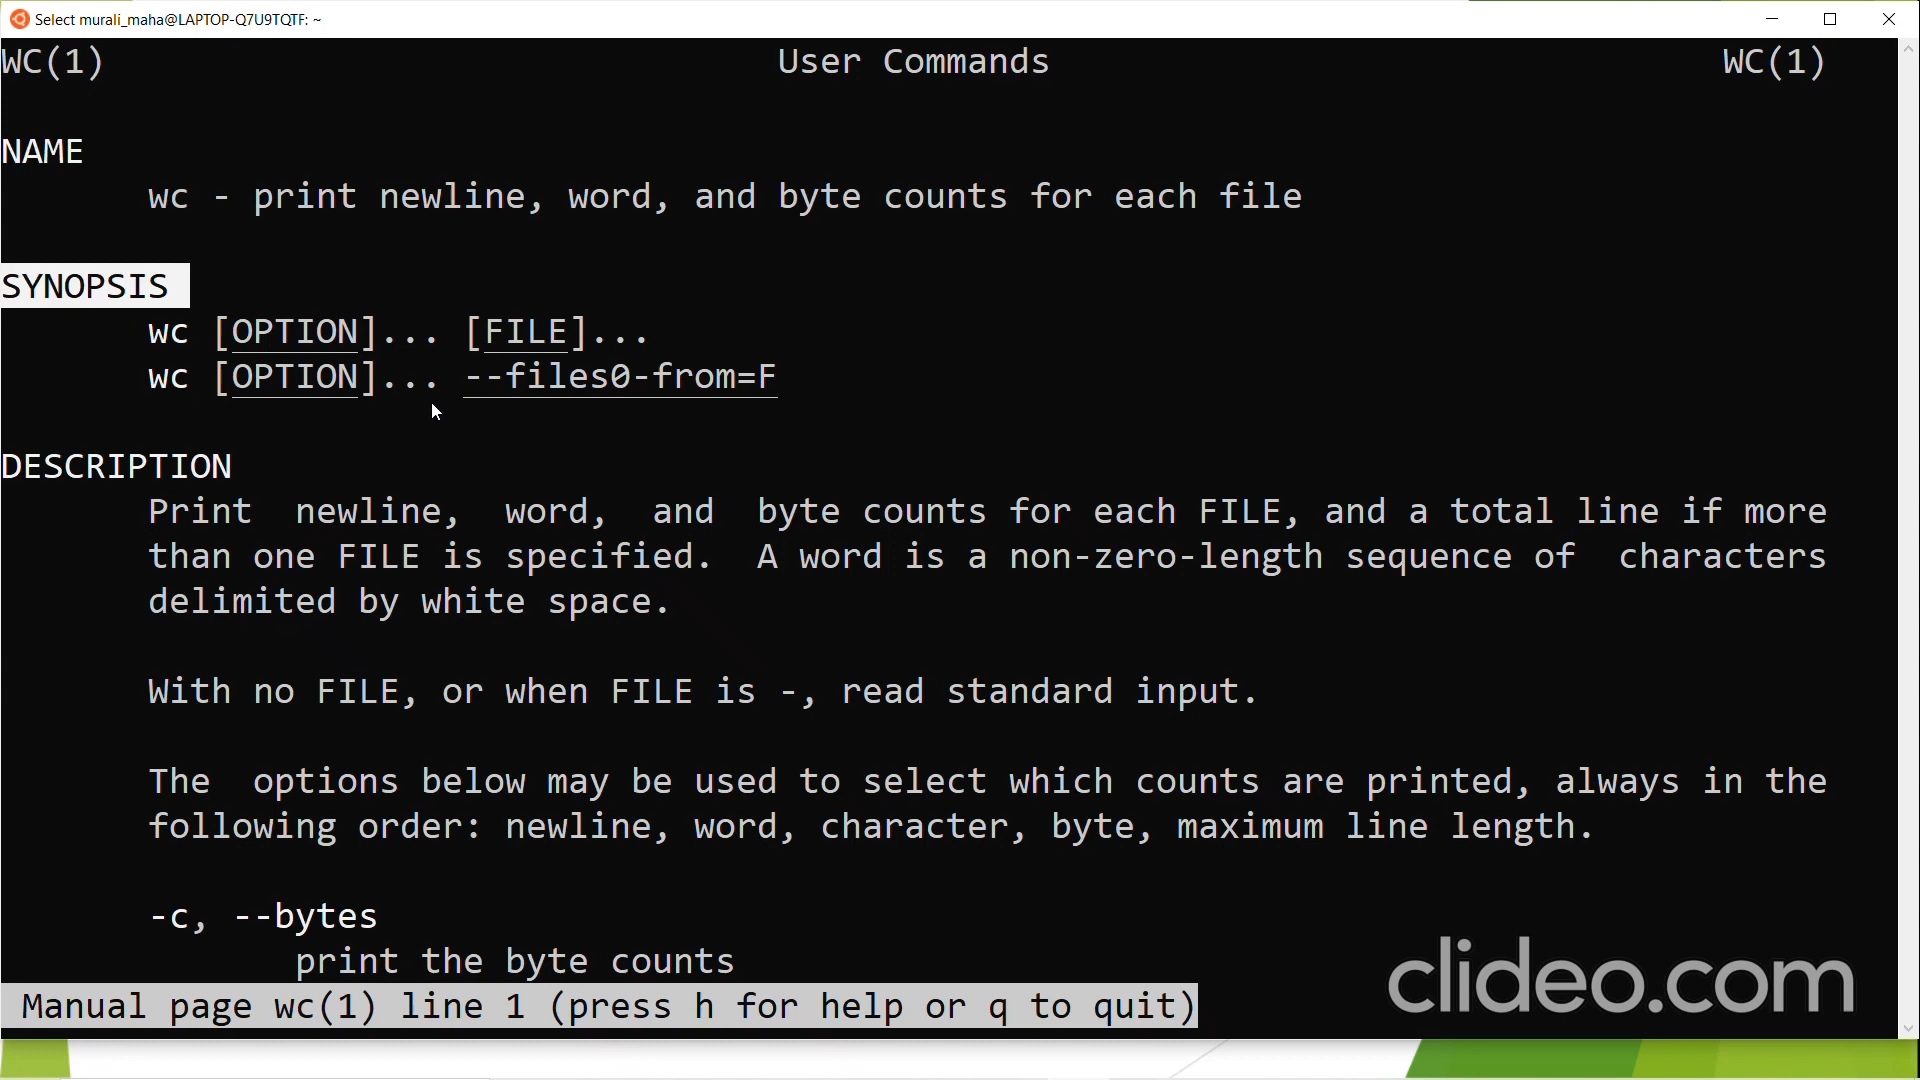 Select murali_maha@LAPTOP-Q7U9TQTF: ~
WC(1) User Commands WC(1)
NAME
wc - print newline, word, and byte counts for each file
SYNOPSIS
wc [OPTION]... [FILE]...
wc [OPTION]... --files0-from=F
DESCRIPTION
Print newline, word, and byte counts for each FILE, and a total line if more
than one FILE is specified. A word is a non-zero-length sequence of characters
delimited by white space.
With no FILE, or when FILE is -, read standard input.
The options below may be used to select which counts are printed, always in the
following order: newline, word, character, byte, maximum line length.
-c, --bytes
print the byte counts
Manual page wc(1) line 1 (press h for help or q to quit)
clideo.com